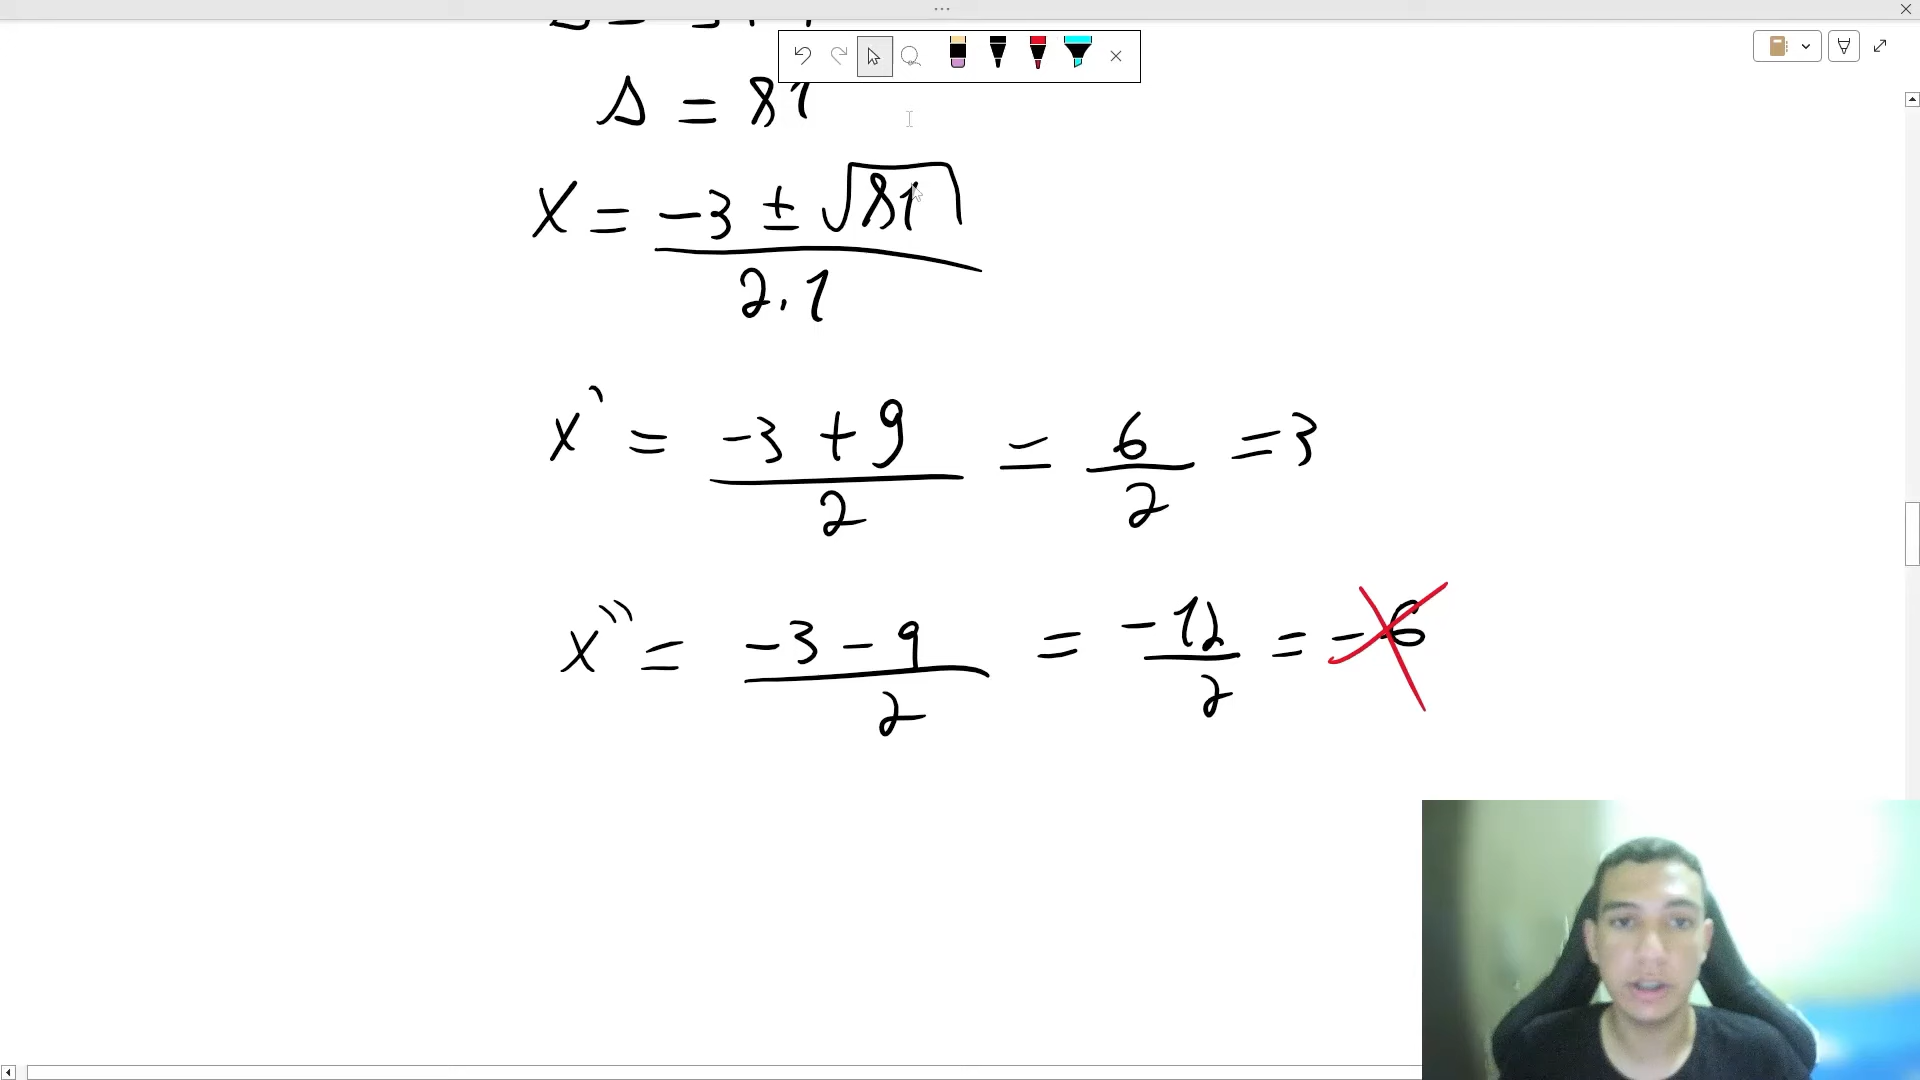 Δ = 81
X = -3 ± √81
2.1
x' = -3 + 9 = 6 = 3
2 2
x'' = -3 - 9 = -12 = -6
2 2